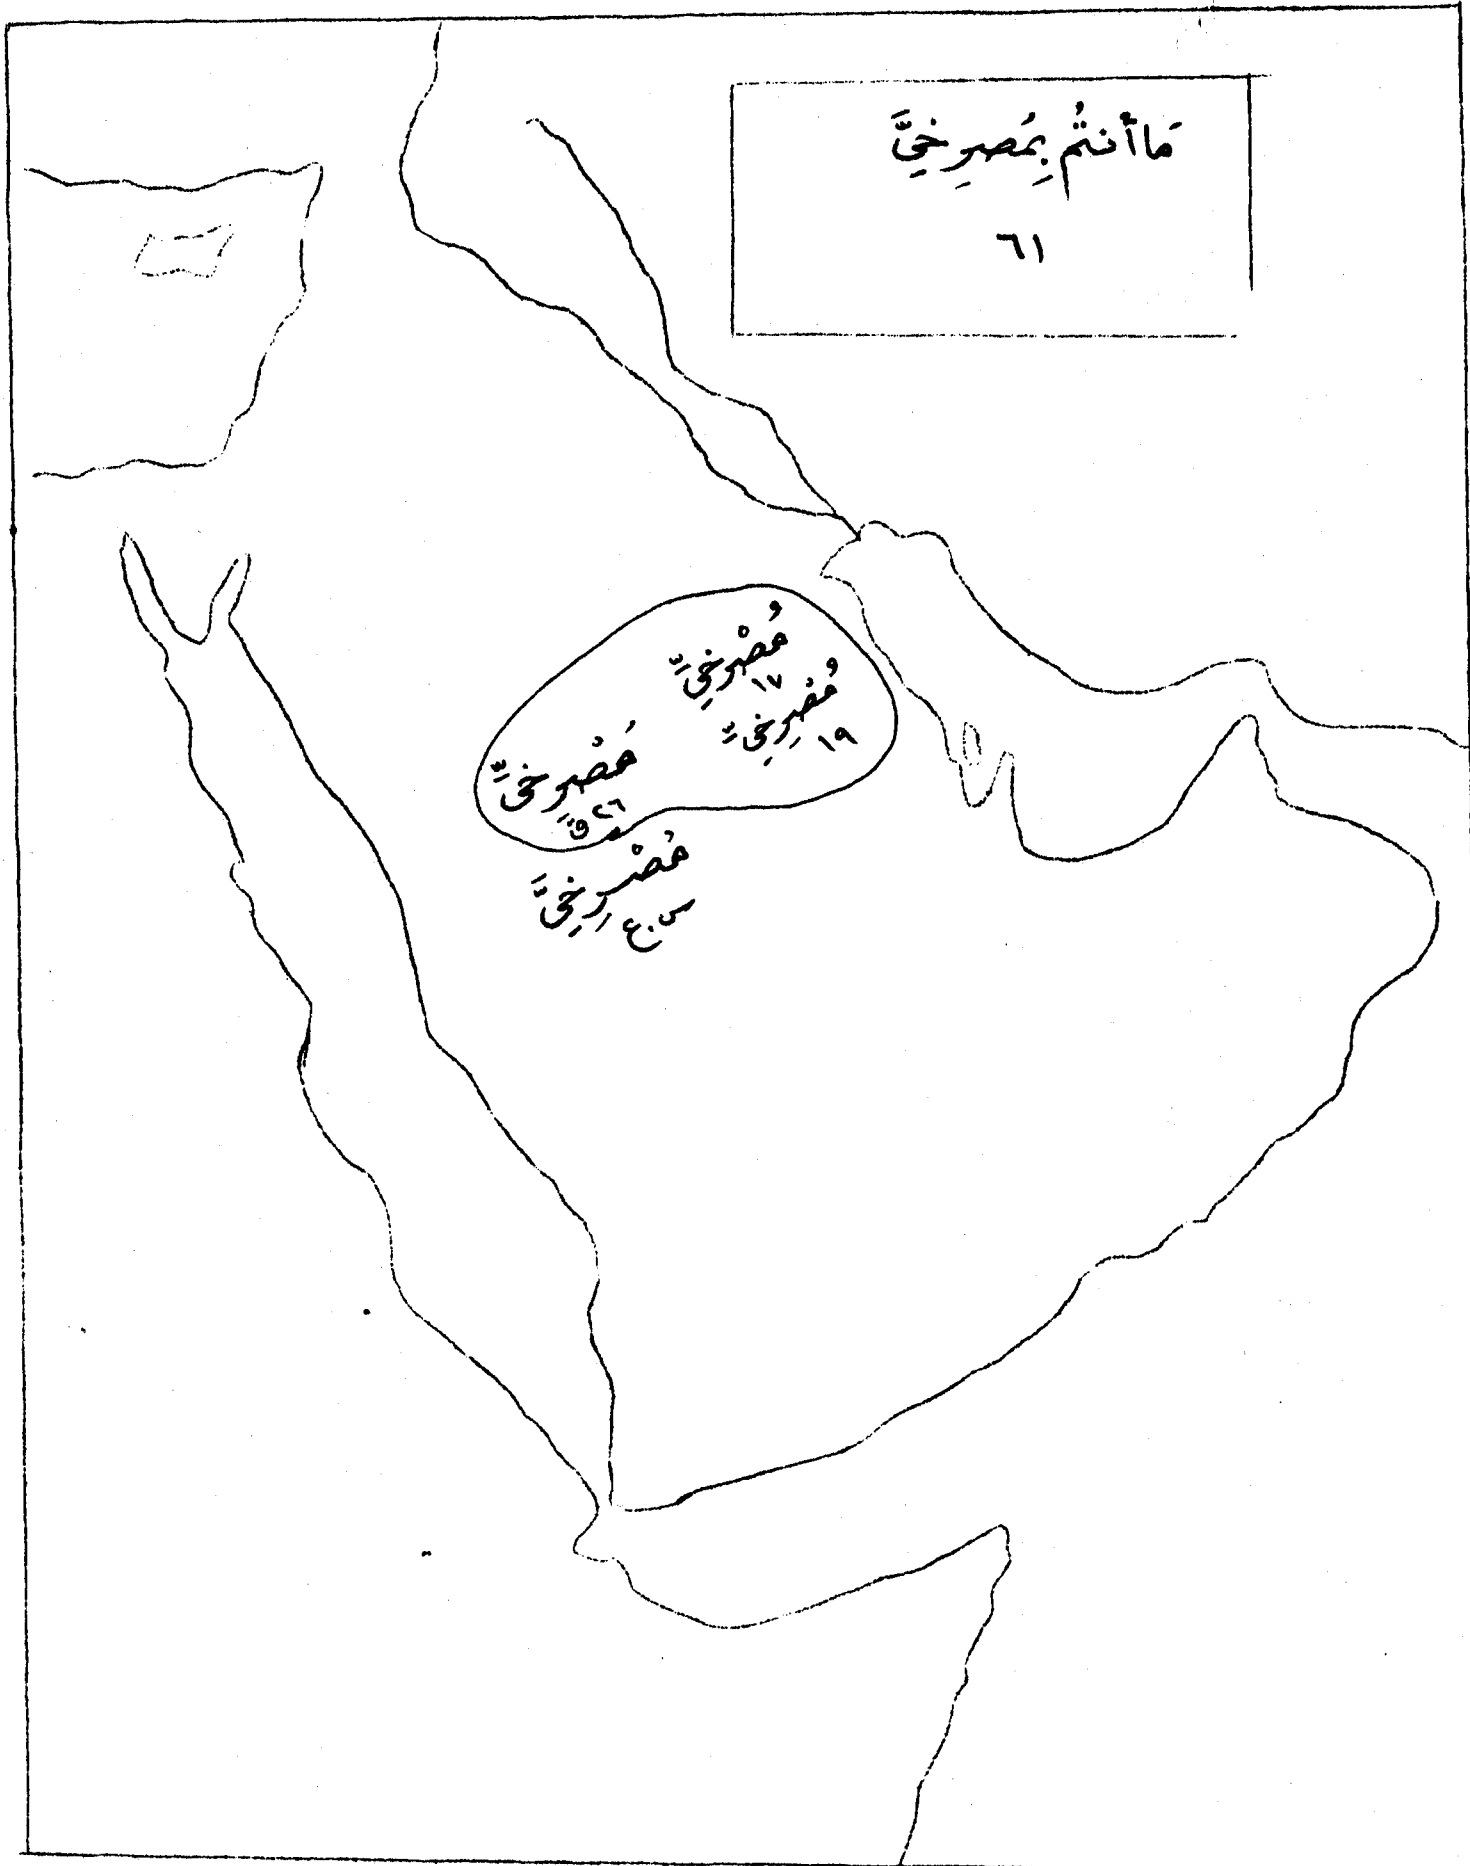 مَا أنتُم بِمُصرِخِيَّ
٦١
مُصْرِخِيِّ
١٧
مُصْرِخِيِّ
١٩
مُصْرِخِيِّ
٢٦ ق
مُصْرِخِيَّ
س.ع